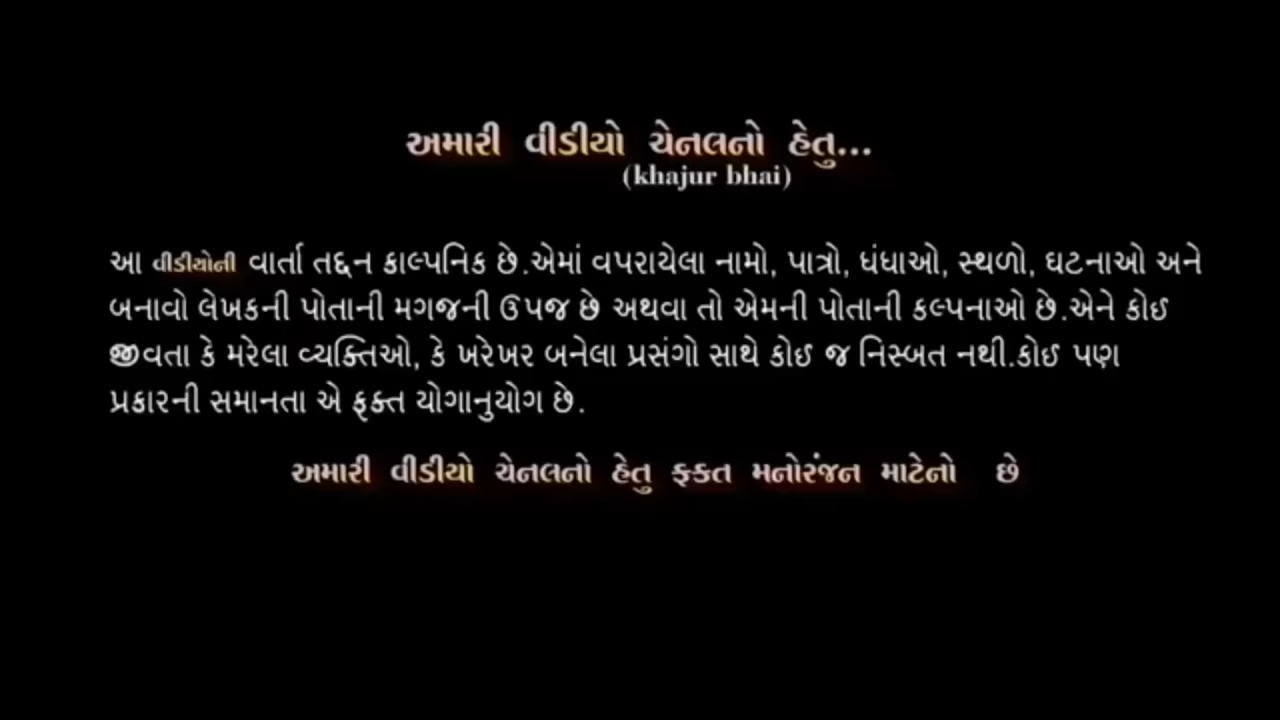 અમારી વીડીયો ચેનલનો હેતુ...
(khajur bhai)
આ વીડીયોની વાર્તા તદ્દન કાલ્પનિક છે.એમાં વપરાયેલા નામો, પાત્રો, ધંધાઓ, સ્થળો, ઘટનાઓ અને
બનાવો લેખકની પોતાની મગજની ઉપજ છે અથવા તો એમની પોતાની કલ્પનાઓ છે.એને કોઈ
જીવતા કે મરેલા વ્યક્તિઓ, કે ખરેખર બનેલા પ્રસંગો સાથે કોઈ જ નિસ્બત નથી.કોઈ પણ
પ્રકારની સમાનતા એ ફક્ત યોગાનુયોગ છે.
અમારી વીડીયો ચેનલનો હેતુ ફકત મનોરંજન માટેનો છે